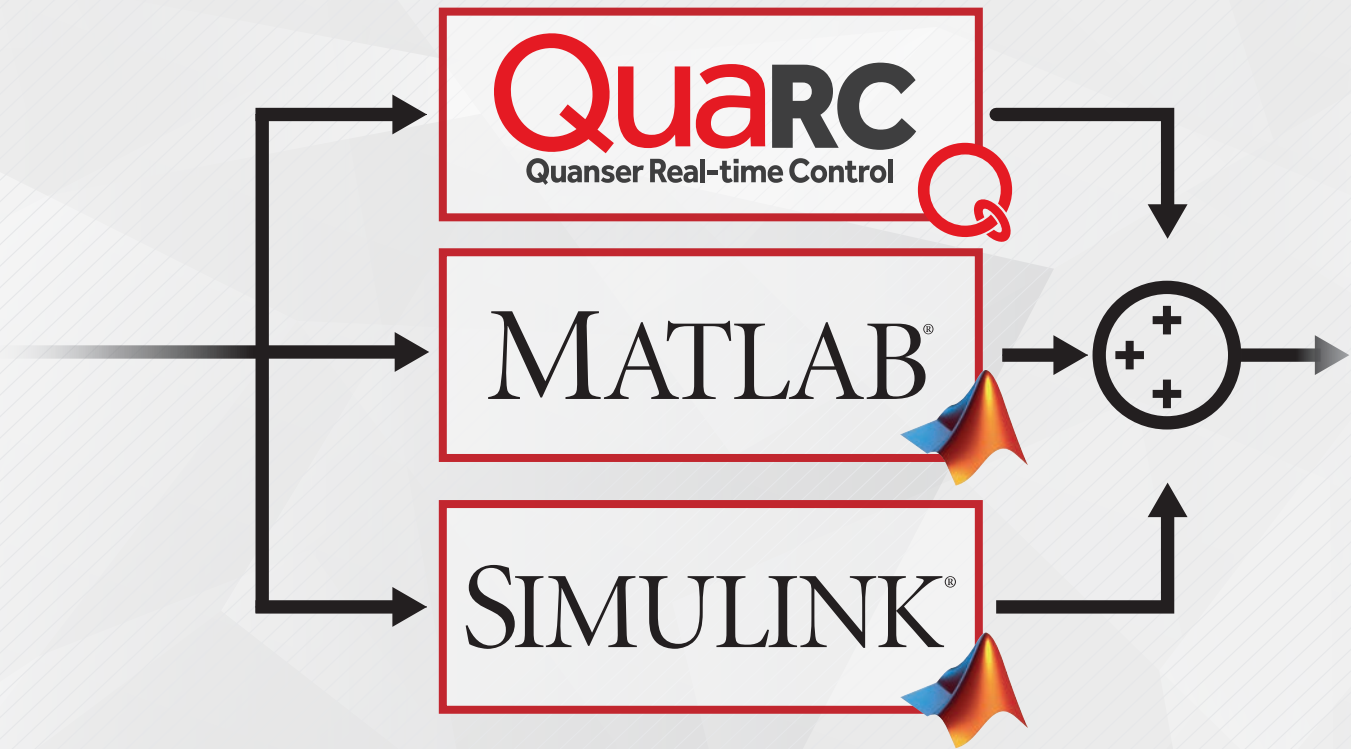 QUARC
Quanser Real-time Control
MATLAB®
SIMULINK®
+
+
+